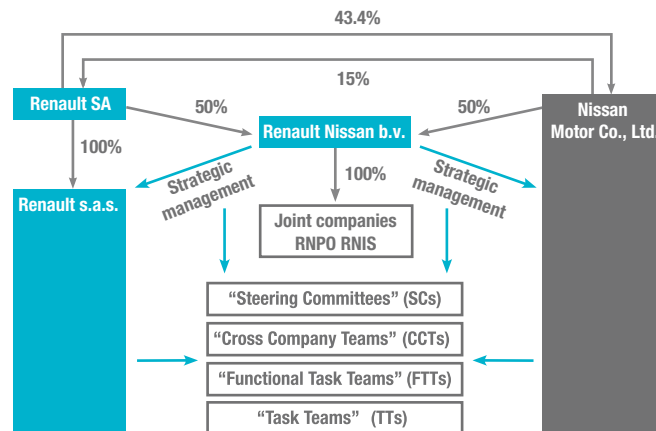 43.4%
15%
Renault SA
50%
50%
Nissan
Motor Co., Ltd.
Renault Nissan b.v.
100%
Strategic
management
100%
Strategic
management
Renault s.a.s.
Joint companies
RNPO RNIS
“Steering Committees” (SCs)
“Cross Company Teams” (CCTs)
“Functional Task Teams” (FTTs)
“Task Teams” (TTs)